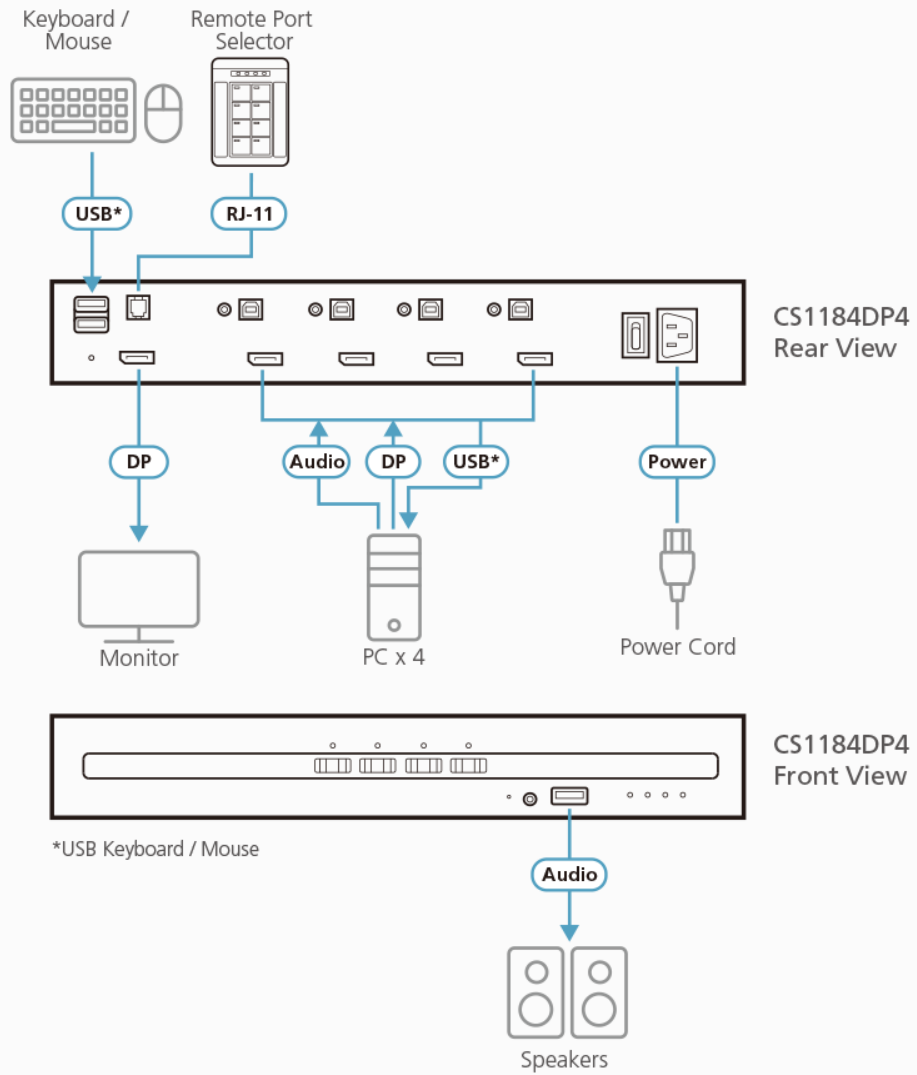 Keyboard /
Mouse
Remote Port
Selector
USB*
RJ-11
CS1184DP4
Rear View
DP
Audio
DP
USB*
Power
Monitor
PC x 4
Power Cord
CS1184DP4
Front View
*USB Keyboard / Mouse
Audio
Speakers